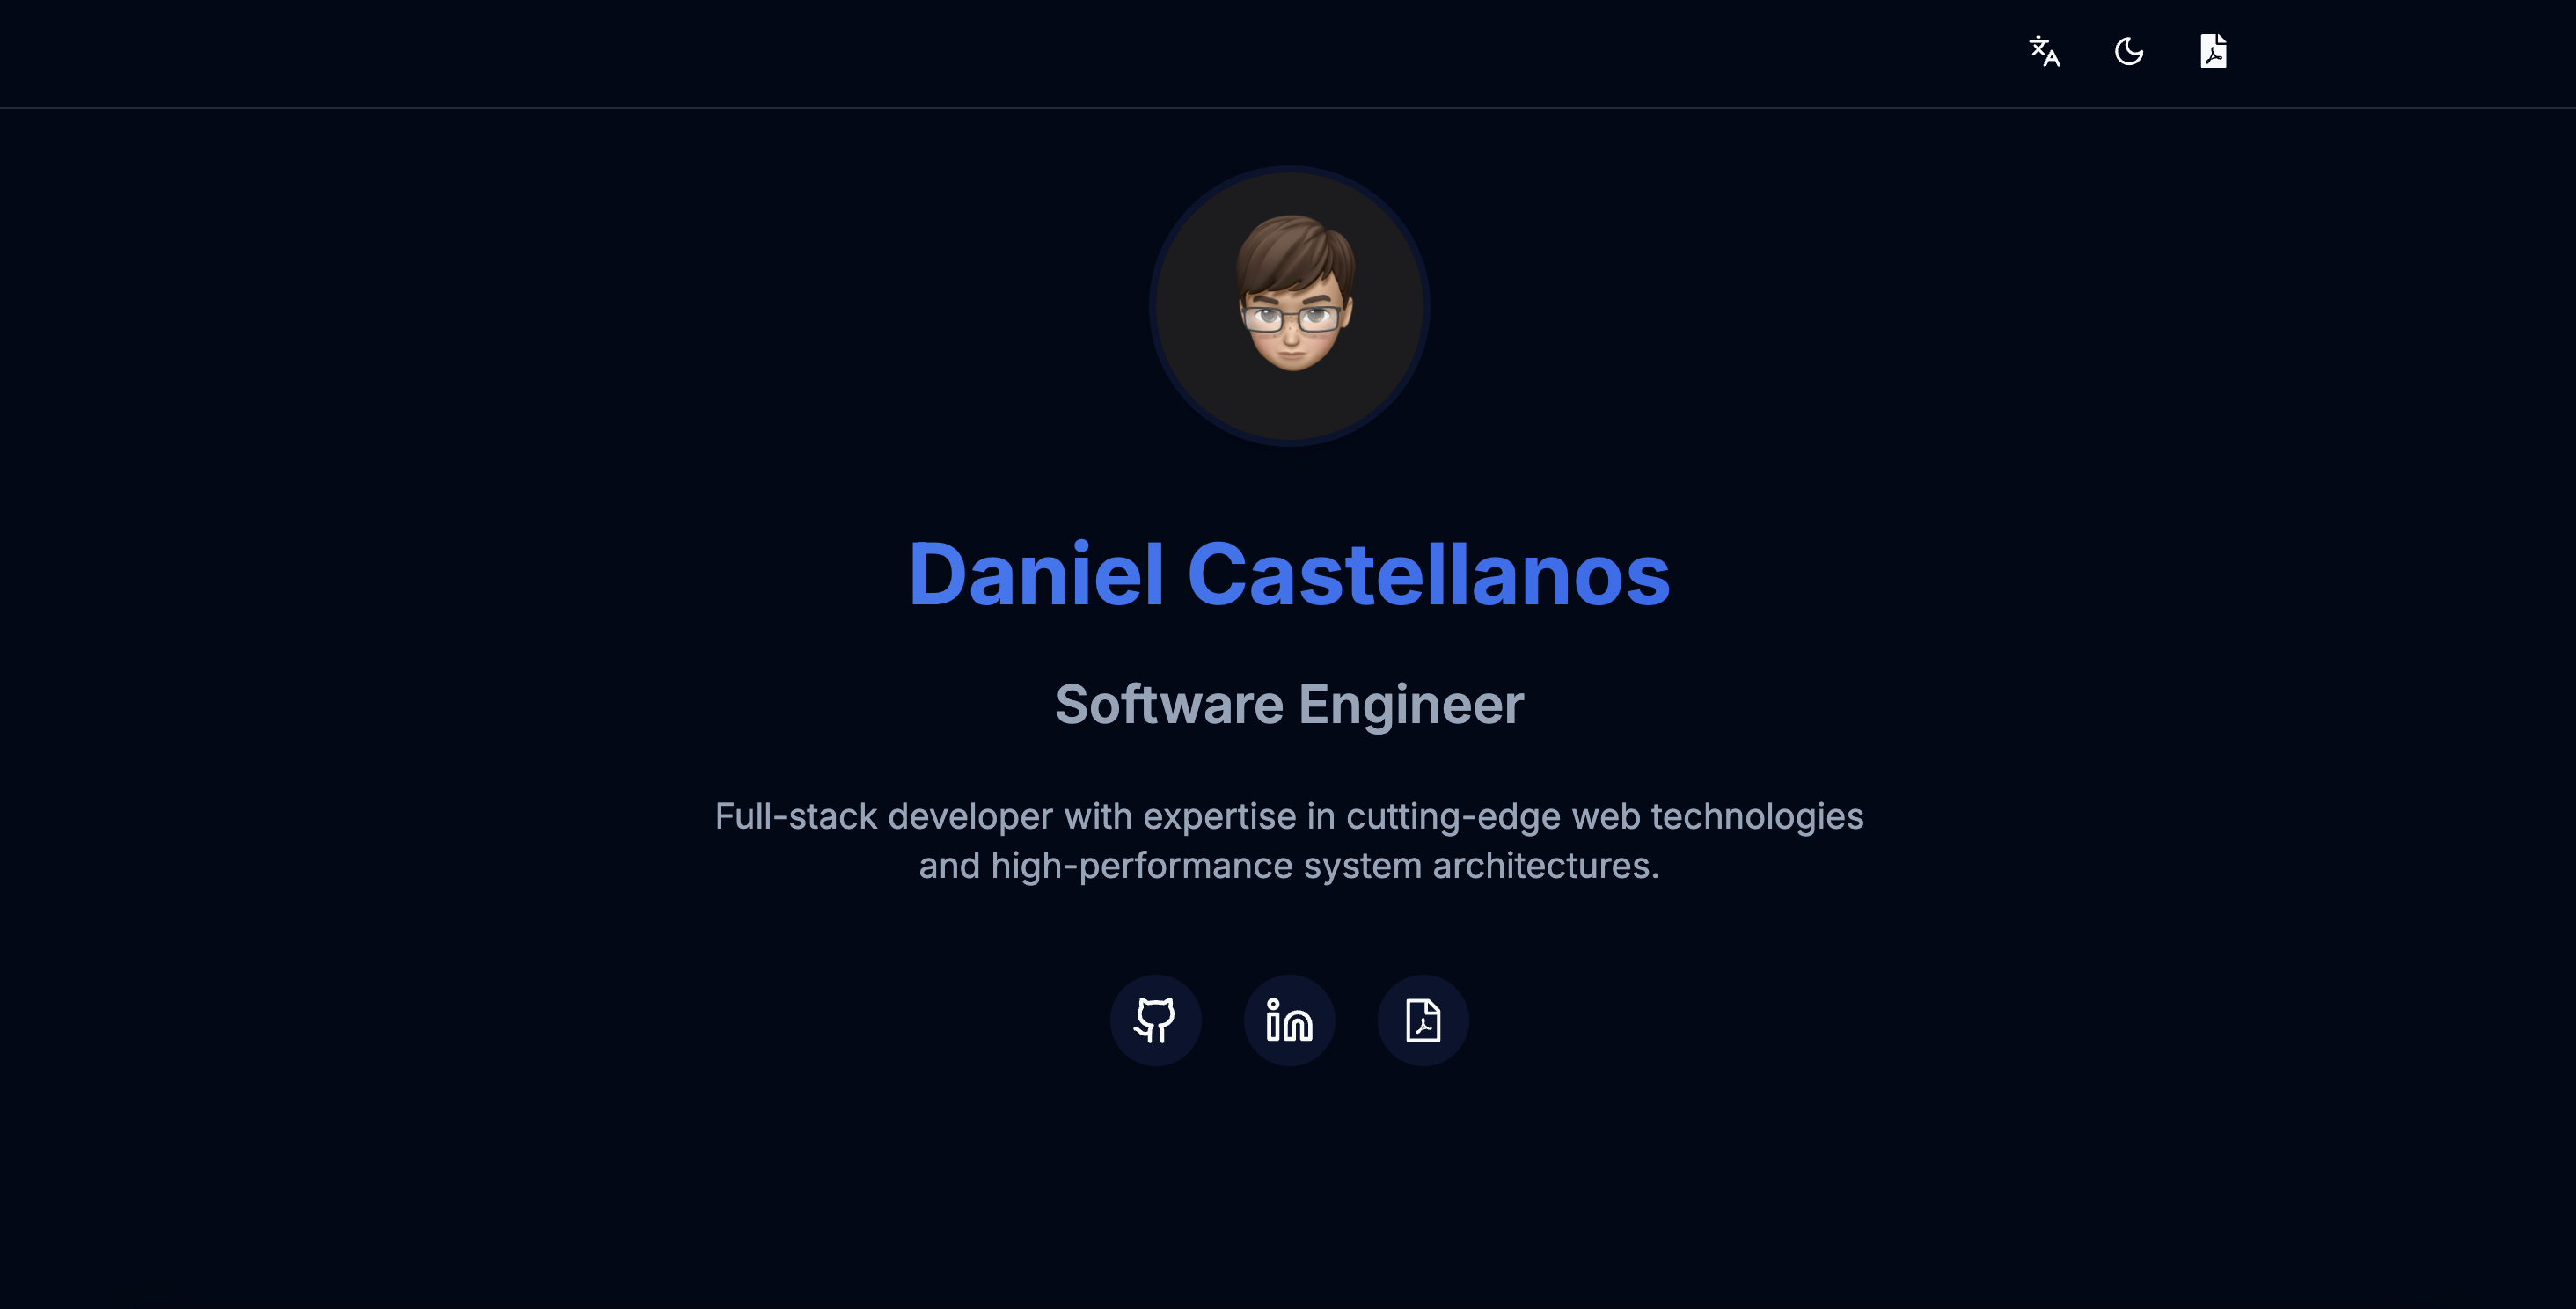 Daniel Castellanos
Software Engineer
Full-stack developer with expertise in cutting-edge web technologies
and high-performance system architectures.